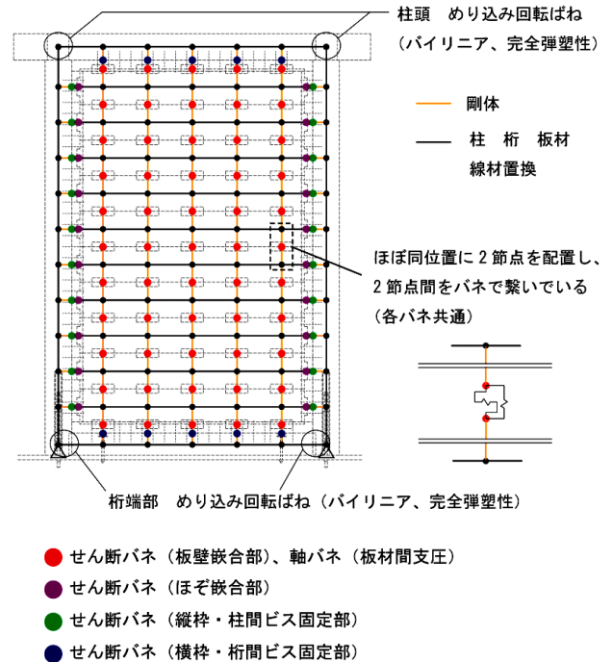 柱頭 めり込み回転ばね
（バイリニア、完全弾塑性）
剛体
柱 桁 板材
線材置換
ほぼ同位置に２節点を配置し、
２節点間をバネで繋いでいる
（各バネ共通）
桁端部 めり込み回転ばね（バイリニア、完全弾塑性）
せん断バネ（板壁嵌合部）、軸バネ（板材間支圧）
せん断バネ（ほぞ嵌合部）
せん断バネ（縦枠・柱間ビス固定部）
せん断バネ（横枠・桁間ビス固定部）